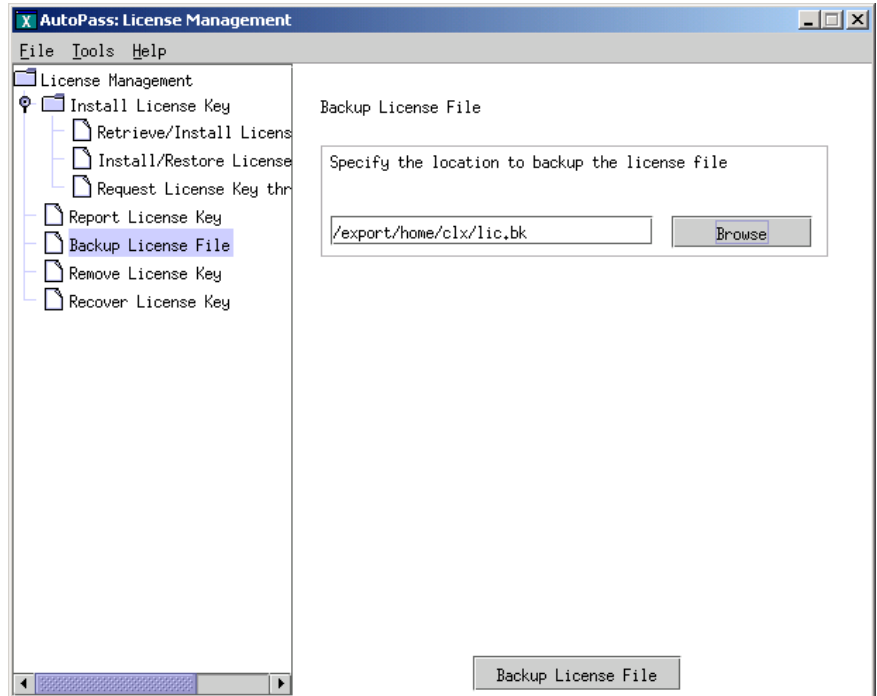 AutoPass: License Management
File Tools Help
License Management
Install License Key
Retrieve/Install Licens
Install/Restore License
Request License Key thr
Report License Key
Backup License File
Remove License Key
Recover License Key
Backup License File
Specify the location to backup the license file
/export/home/clx/lic.bk Browse
Backup License File